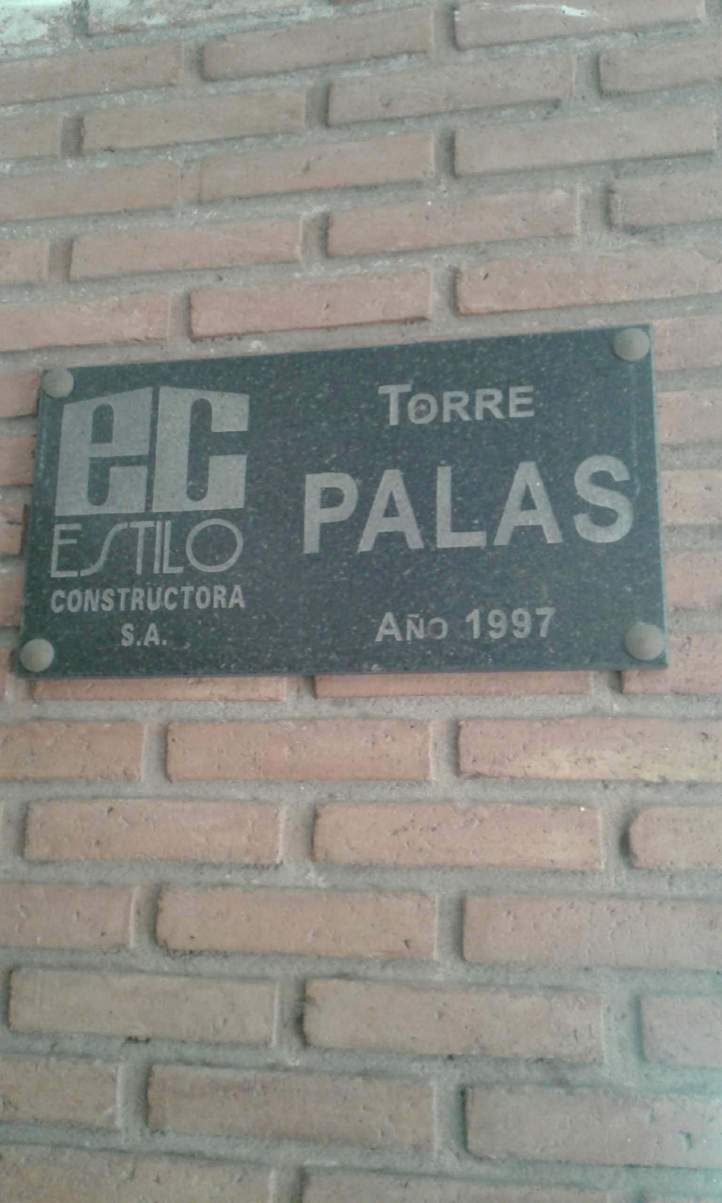 ec
ESTILO
CONSTRUCTORA
S.A.
TORRE
PALAS
AÑO 1997